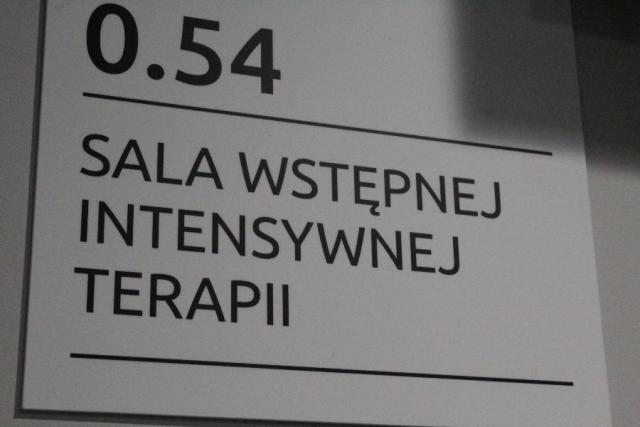 0.54
SALA WSTĘPNEJ
INTENSYWNEJ
TERAPII